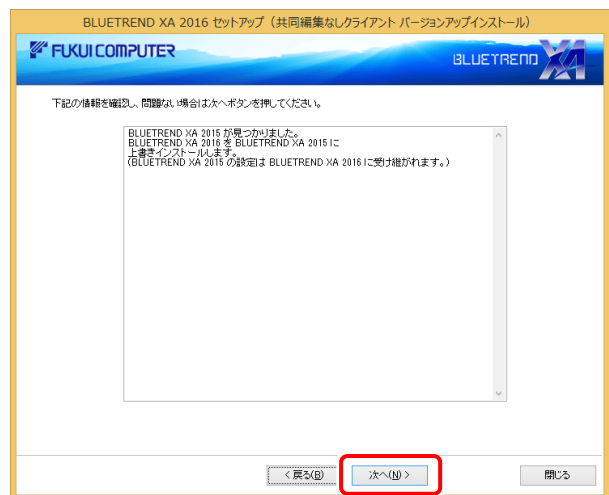 BLUETREND XA 2016 セットアップ（共同編集なしクライアント バージョンアップインストール）
FUKUI COMPUTER
BLUETREND XA
下記の情報を確認し、問題ない場合は次へボタンを押してください。
BLUETREND XA 2015 が見つかりました。
BLUETREND XA 2016 を BLUETREND XA 2015 に
上書きインストールします。
(BLUETREND XA 2015 の設定は BLUETREND XA 2016 に受け継がれます。)
< 戻る(B) 次へ(N) > 閉じる